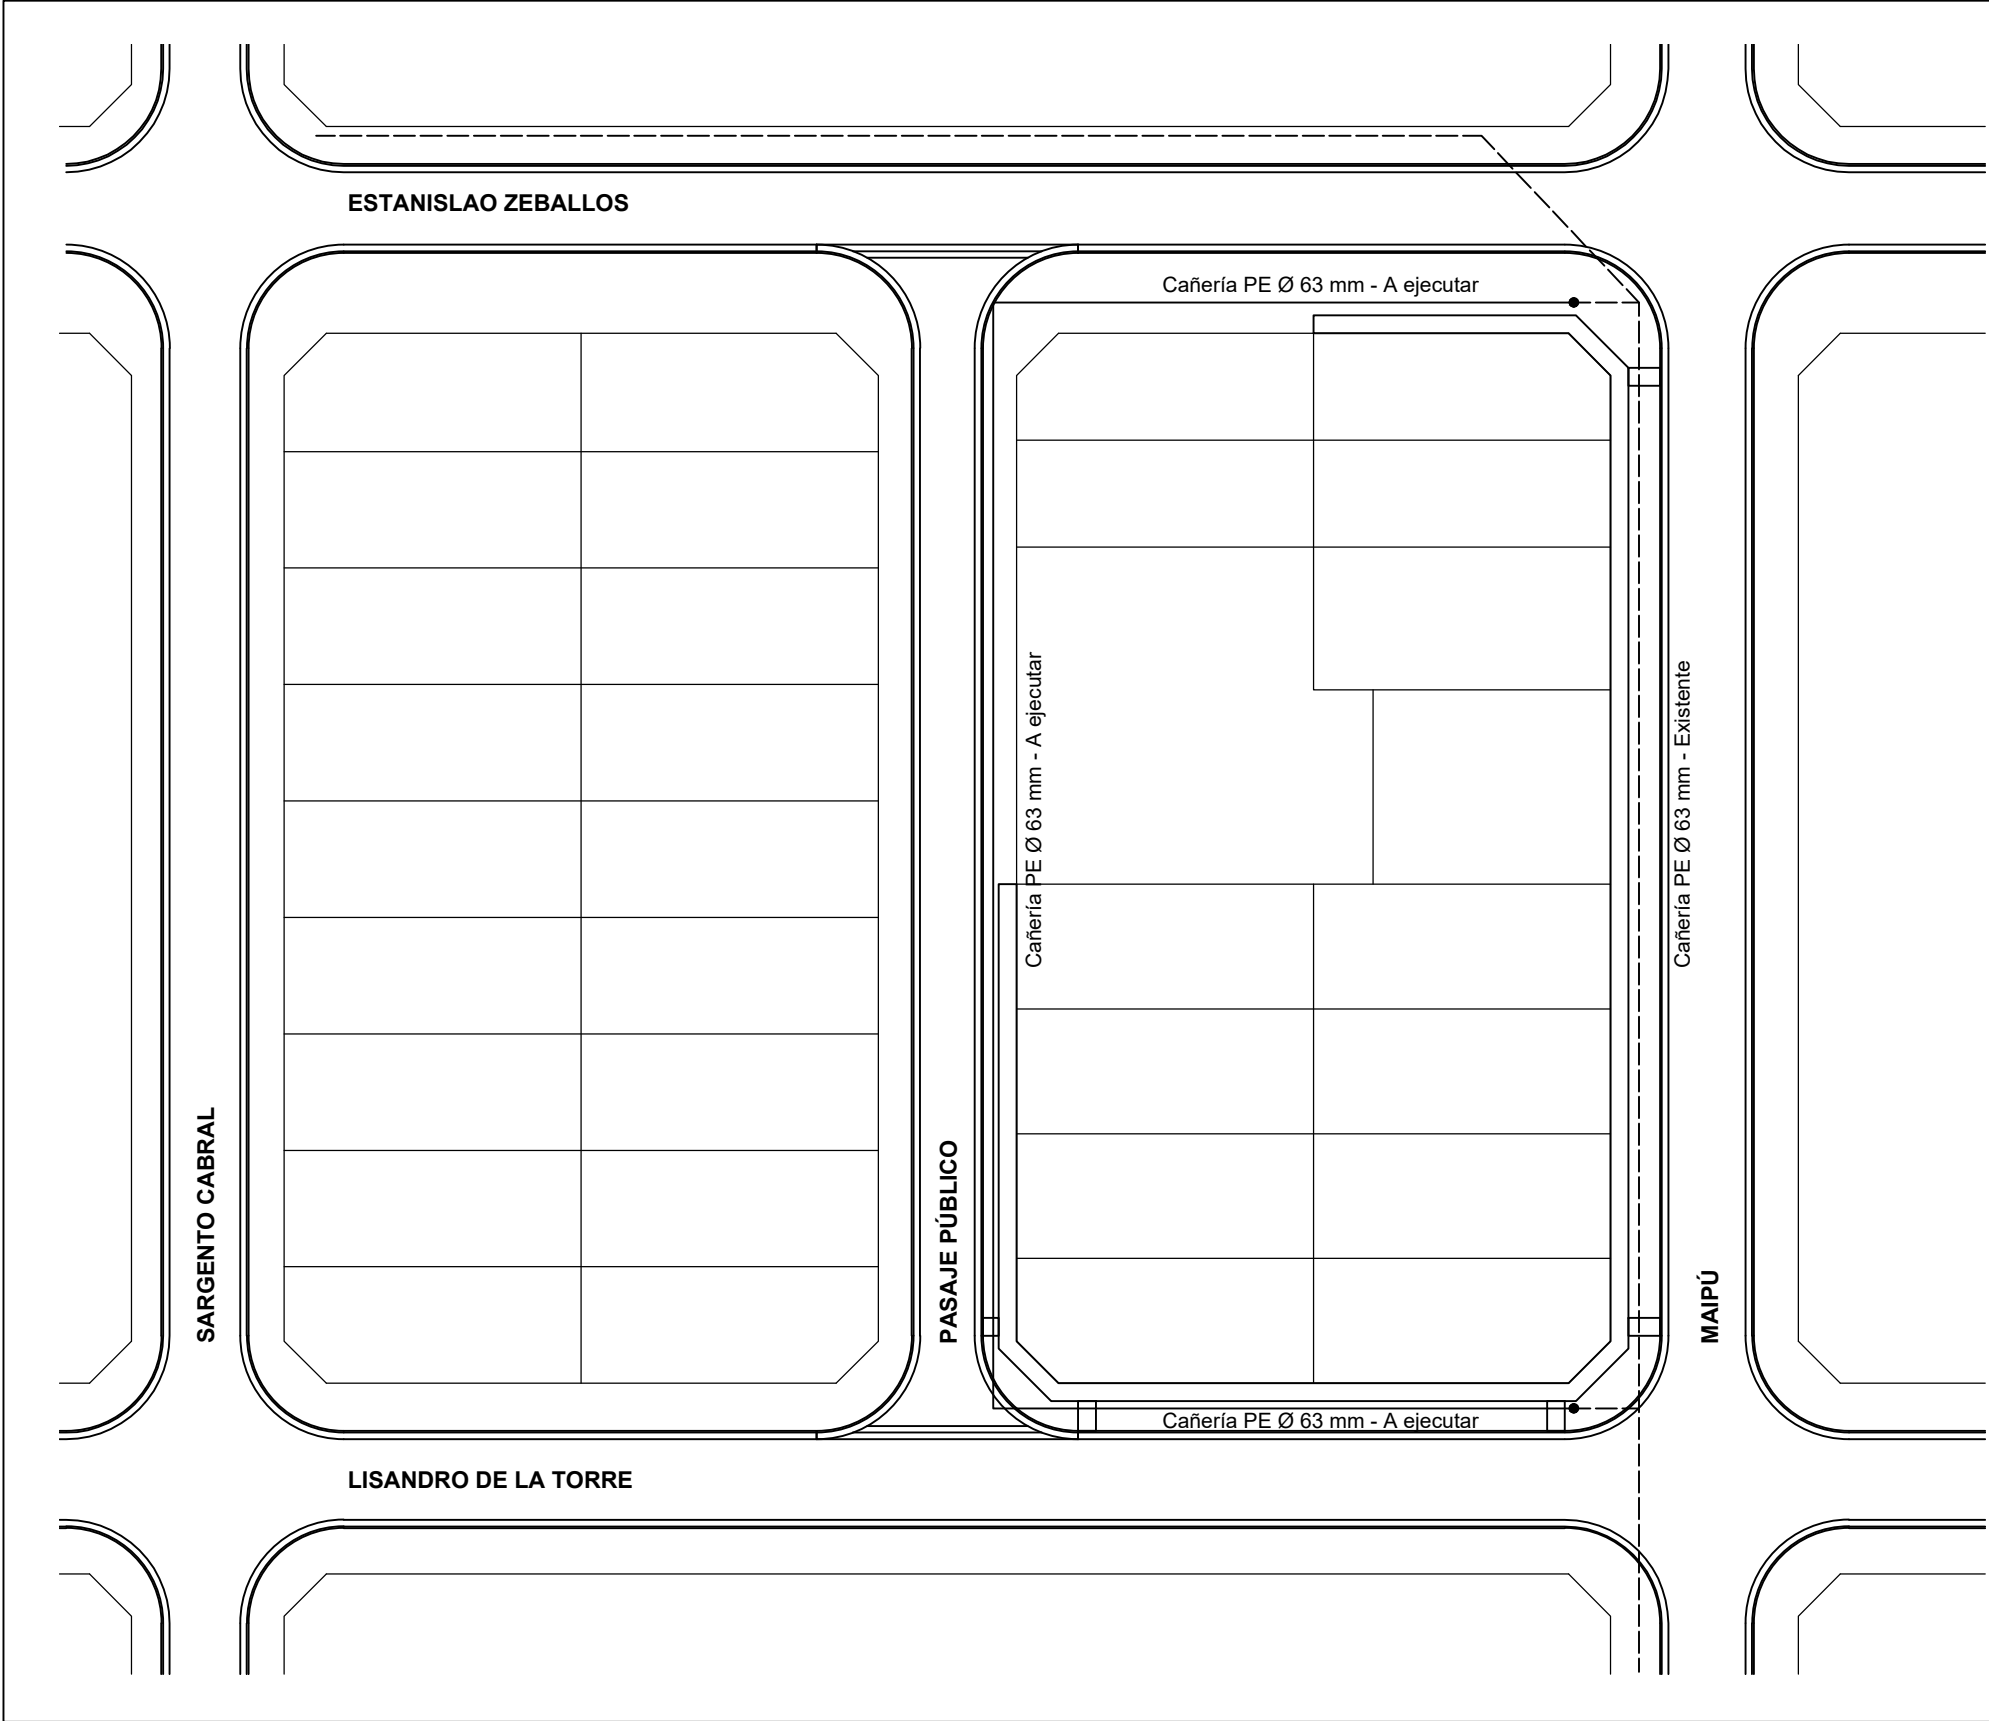 ESTANISLAO ZEBALLOS
Cañería PE Ø 63 mm - A ejecutar
Cañería PE Ø 63 mm - A ejecutar
Cañería PE Ø 63 mm - Existente
SARGENTO CABRAL
PASAJE PÚBLICO
MAIPÚ
Cañería PE Ø 63 mm - A ejecutar
LISANDRO DE LA TORRE